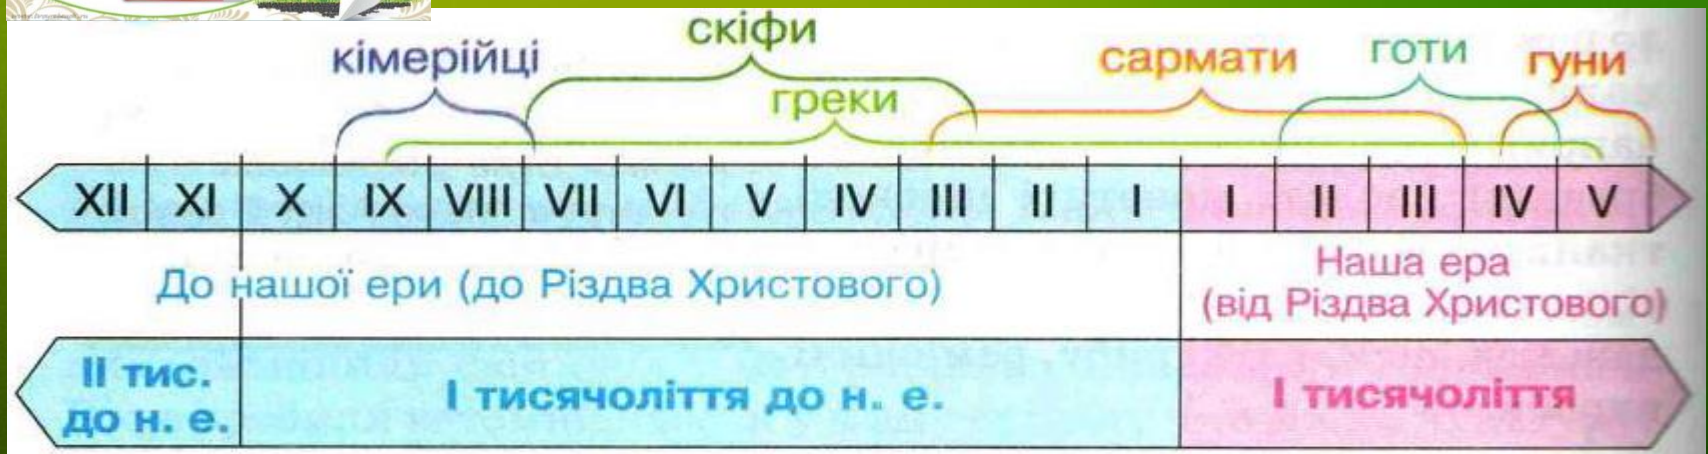 скіфи
кімерійці
сармати
готи
гуни
греки
XII XI X IX VIII VII VI V IV III II I I II III IV V
До нашої ери (до Різдва Христового)
Наша ера
(від Різдва Христового)
II тис.
до н. е.
I тисячоліття до н. е.
I тисячоліття